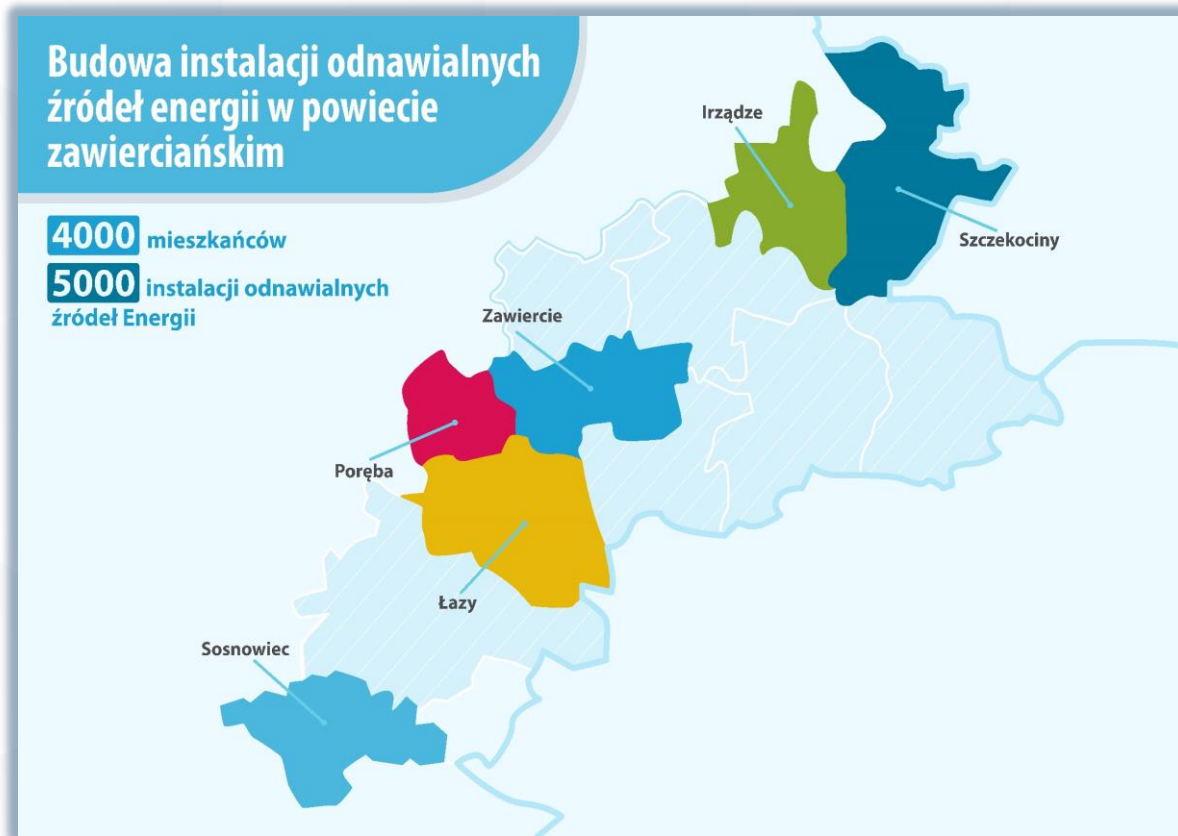 Budowa instalacji odnawialnych
źródeł energii w powiecie
zawierciańskim
4000 mieszkańców
5000 instalacji odnawialnych
źródeł Energii
Irządze
Szczekociny
Zawiercie
Poręba
Łazy
Sosnowiec